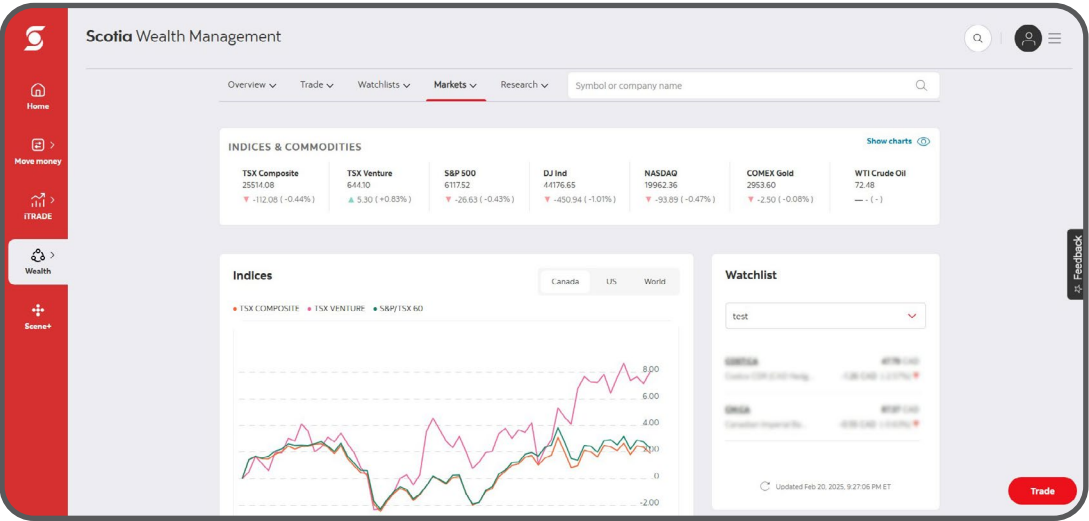 Scotia Wealth Management
Home
Move money
iTRADE
Wealth
Scene+
Overview Trade Watchlists Markets Research Symbol or company name
INDICES & COMMODITIES Show charts
TSX Composite TSX Venture S&P 500 DJ Ind NASDAQ COMEX Gold WTI Crude Oil
25514.08 644.10 6117.52 44176.65 19962.36 2953.60 72.48
▼ -112.08 ( -0.44% ) ▲ 5.30 ( +0.83% ) ▼ -26.63 ( -0.43% ) ▼ -450.94 ( -1.01% ) ▼ -93.89 ( -0.47% ) ▼ -2.50 ( -0.08% ) — - ( - )
Indices Canada US World
TSX COMPOSITE TSX VENTURE S&P/TSX 60
8.00
6.00
4.00
2.00
0
-2.00
Watchlist
test
Updated Feb 20, 2025, 9:27:06 PM ET
Feedback
Trade